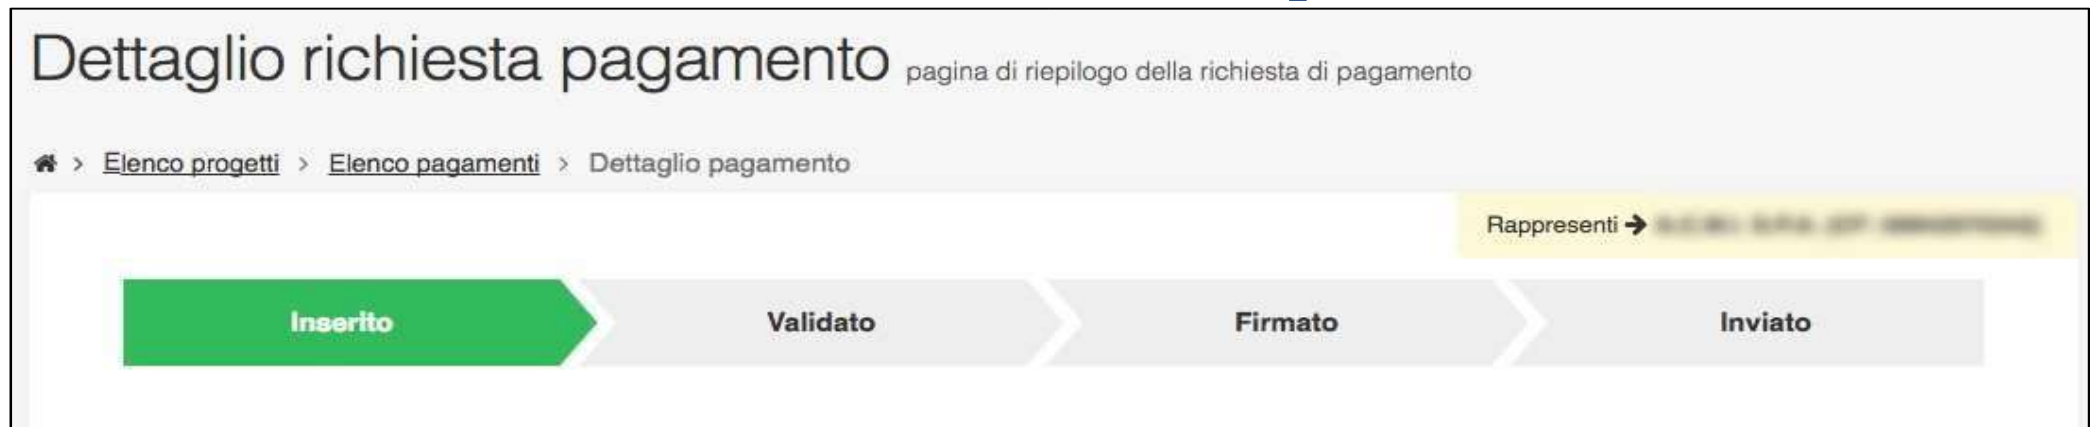 Dettaglio richiesta pagamento pagina di riepilogo della richiesta di pagamento
> Elenco progetti > Elenco pagamenti > Dettaglio pagamento
Rappresenti →
Inserito Validato Firmato Inviato